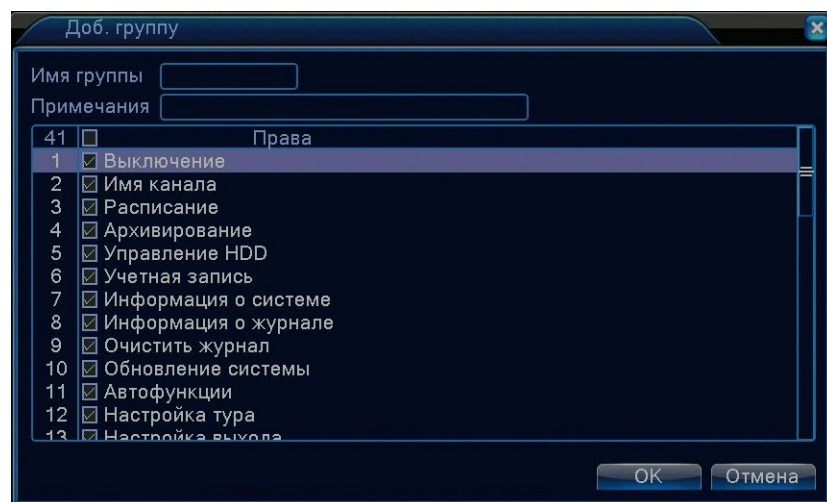 Доб. группу
Имя группы
Примечания
41 Права
1 Выключение
2 Имя канала
3 Расписание
4 Архивирование
5 Управление HDD
6 Учетная запись
7 Информация о системе
8 Информация о журнале
9 Очистить журнал
10 Обновление системы
11 Автофункции
12 Настройка тура
13 Настройка выхода
OK Отмена